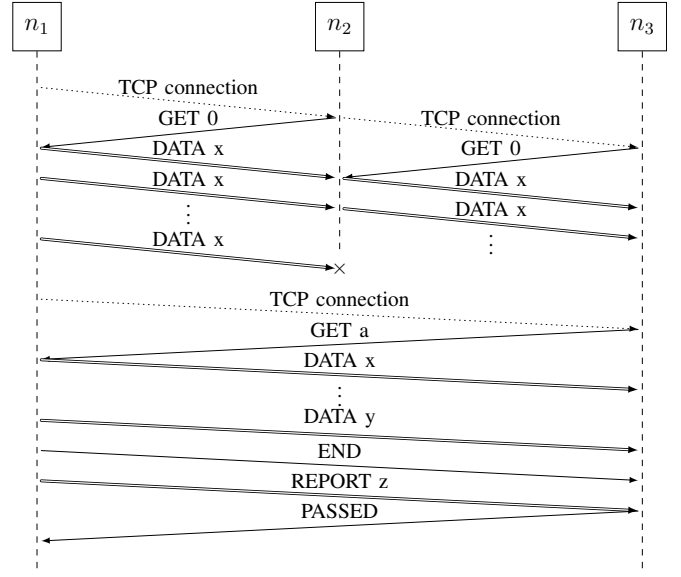 n1 n2 n3
TCP connection
TCP connection
GET 0
DATA x
GET 0
DATA x
DATA x
DATA x
⋮
DATA x
⋮
×
TCP connection
GET a
DATA x
⋮
DATA y
END
REPORT z
PASSED